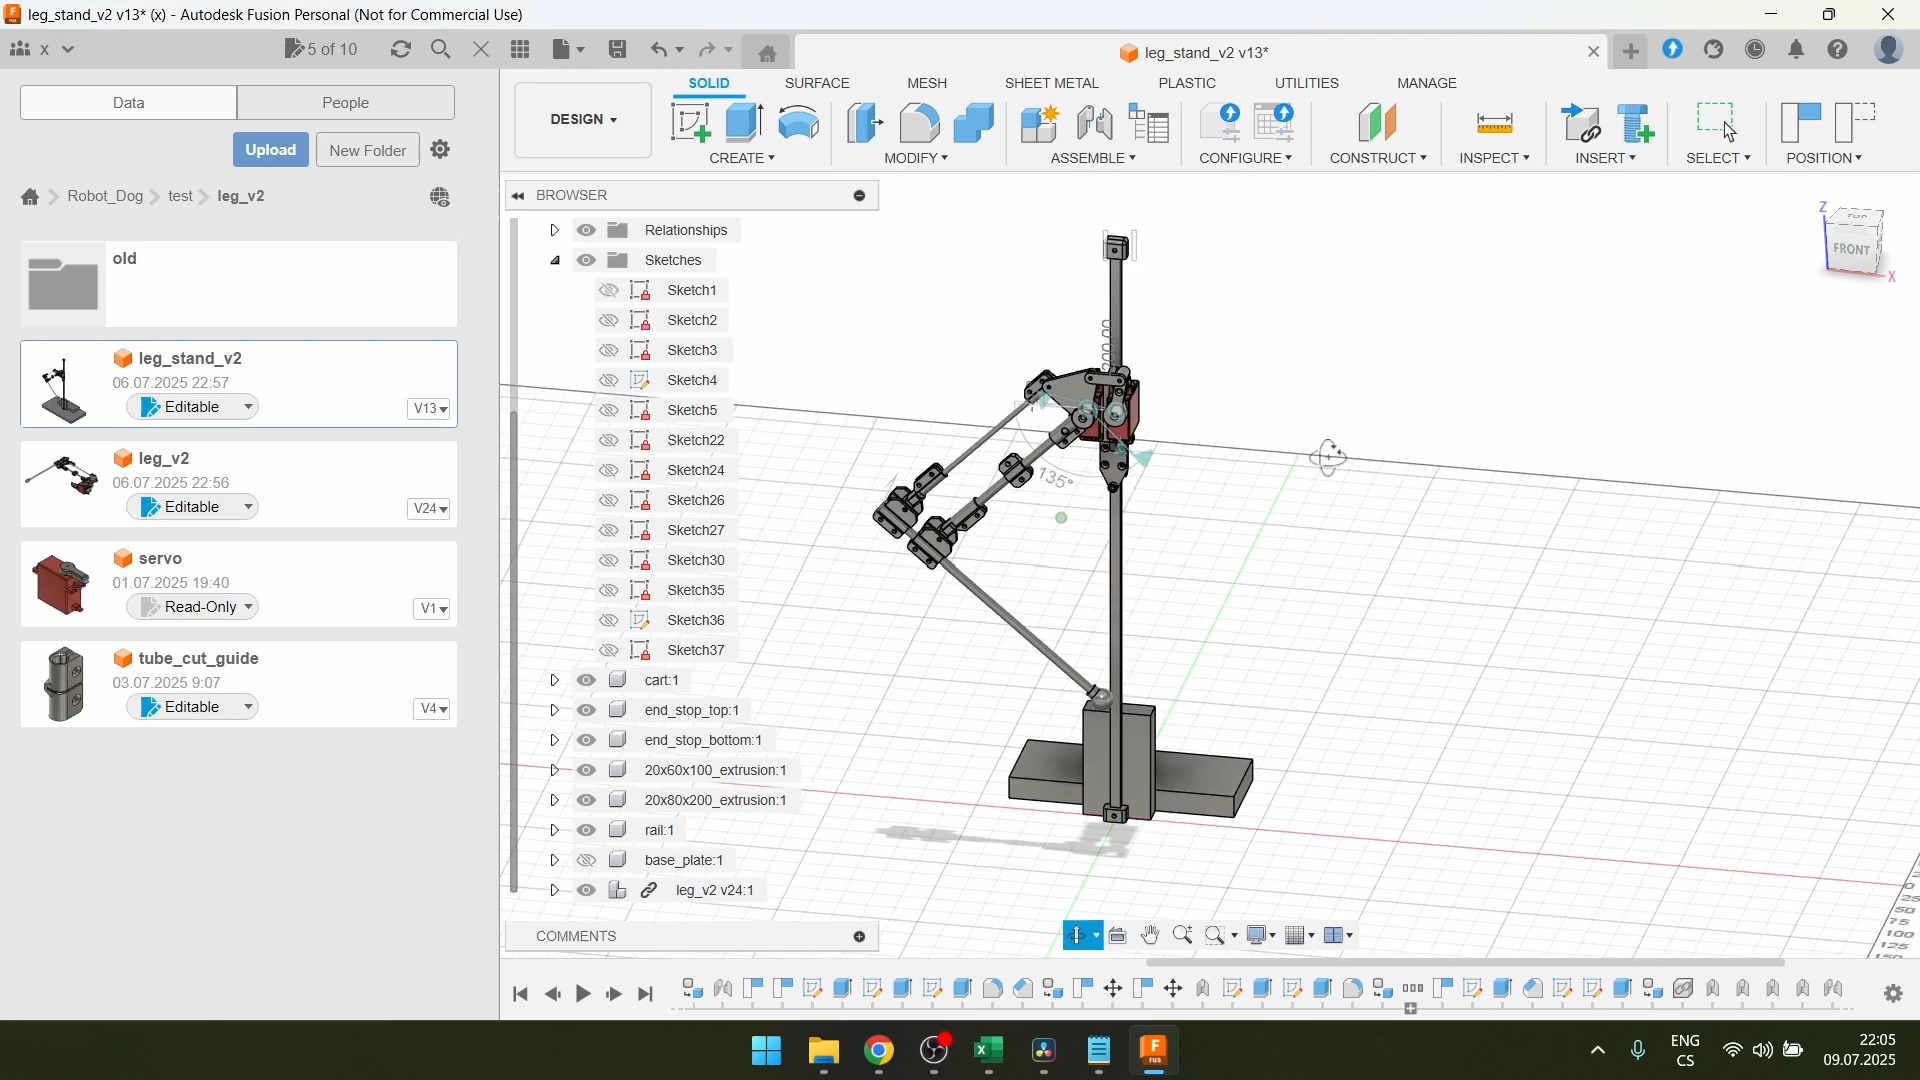 leg_stand_v2 v13* (x) - Autodesk Fusion Personal (Not for Commercial Use)
x
5 of 10
leg_stand_v2 v13*
Data
People
Upload
New Folder
Robot_Dog
test
leg_v2
old
leg_stand_v2
06.07.2025 22:57
Editable
V13
leg_v2
06.07.2025 22:56
Editable
V24
servo
01.07.2025 19:40
Read-Only
V1
tube_cut_guide
03.07.2025 9:07
Editable
V4
SOLID
SURFACE
MESH
SHEET METAL
PLASTIC
UTILITIES
MANAGE
DESIGN
CREATE
MODIFY
ASSEMBLE
CONFIGURE
CONSTRUCT
INSPECT
INSERT
SELECT
POSITION
BROWSER
Relationships
Sketches
Sketch1
Sketch2
Sketch3
Sketch4
Sketch5
Sketch22
Sketch24
Sketch26
Sketch27
Sketch30
Sketch35
Sketch36
Sketch37
cart:1
end_stop_top:1
end_stop_bottom:1
20x60x100_extrusion:1
20x80x200_extrusion:1
rail:1
base_plate:1
leg_v2 v24:1
COMMENTS
Z
TOP
FRONT
X
135°
50
75
100
125
FUS
ENG
CS
22:05
09.07.2025